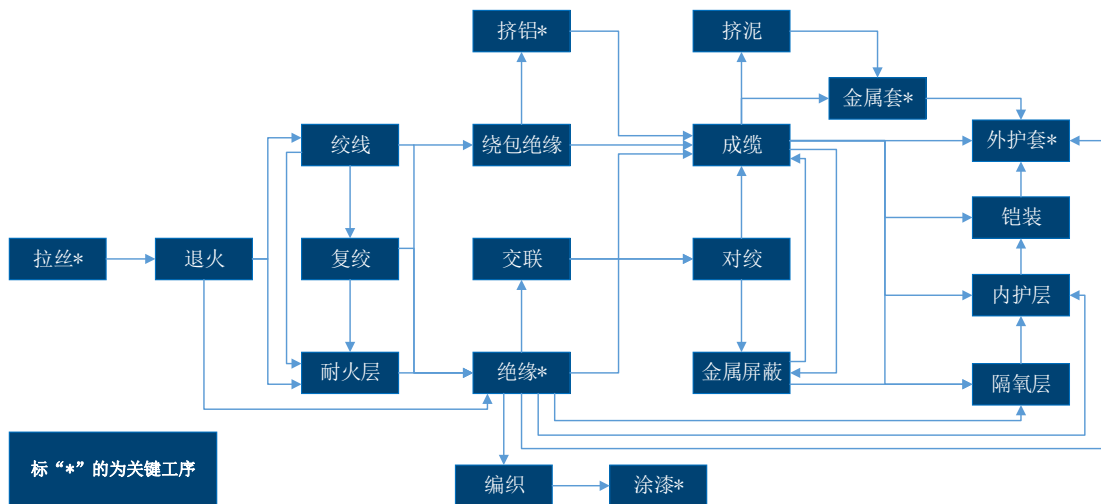 挤铝*
挤泥
金属套*
绞线
绕包绝缘
成缆
外护套*
铠装
拉丝*
退火
复绞
交联
对绞
内护层
耐火层
绝缘*
金属屏蔽
隔氧层
标“*”的为关键工序
编织
涂漆*